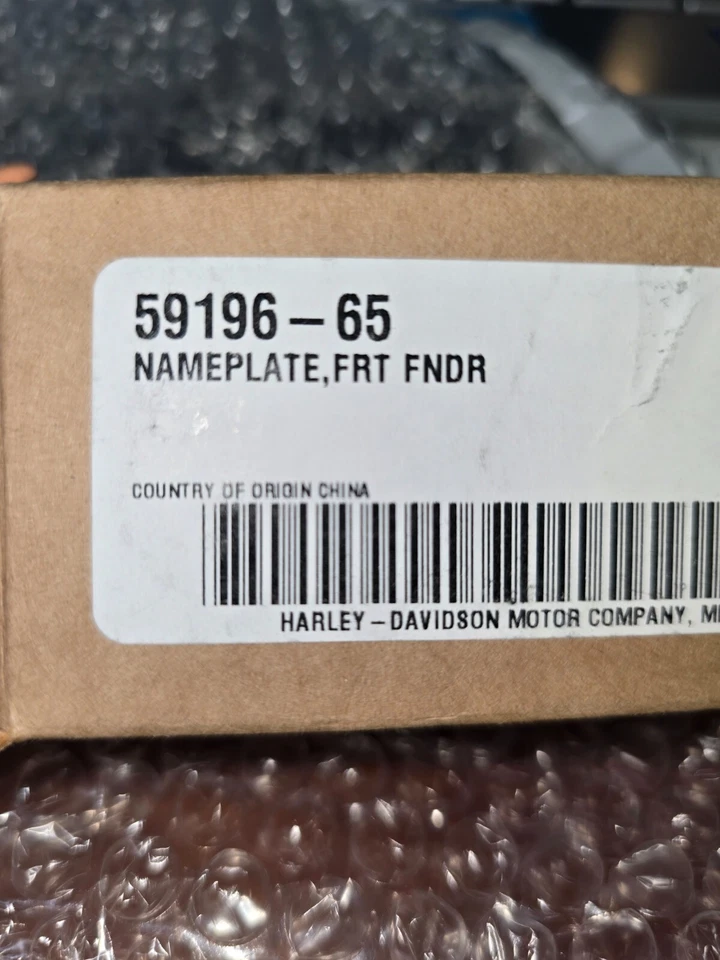 59196-65
NAMEPLATE,FRT FNDR
COUNTRY OF ORIGIN CHINA
HARLEY-DAVIDSON MOTOR COMPANY,